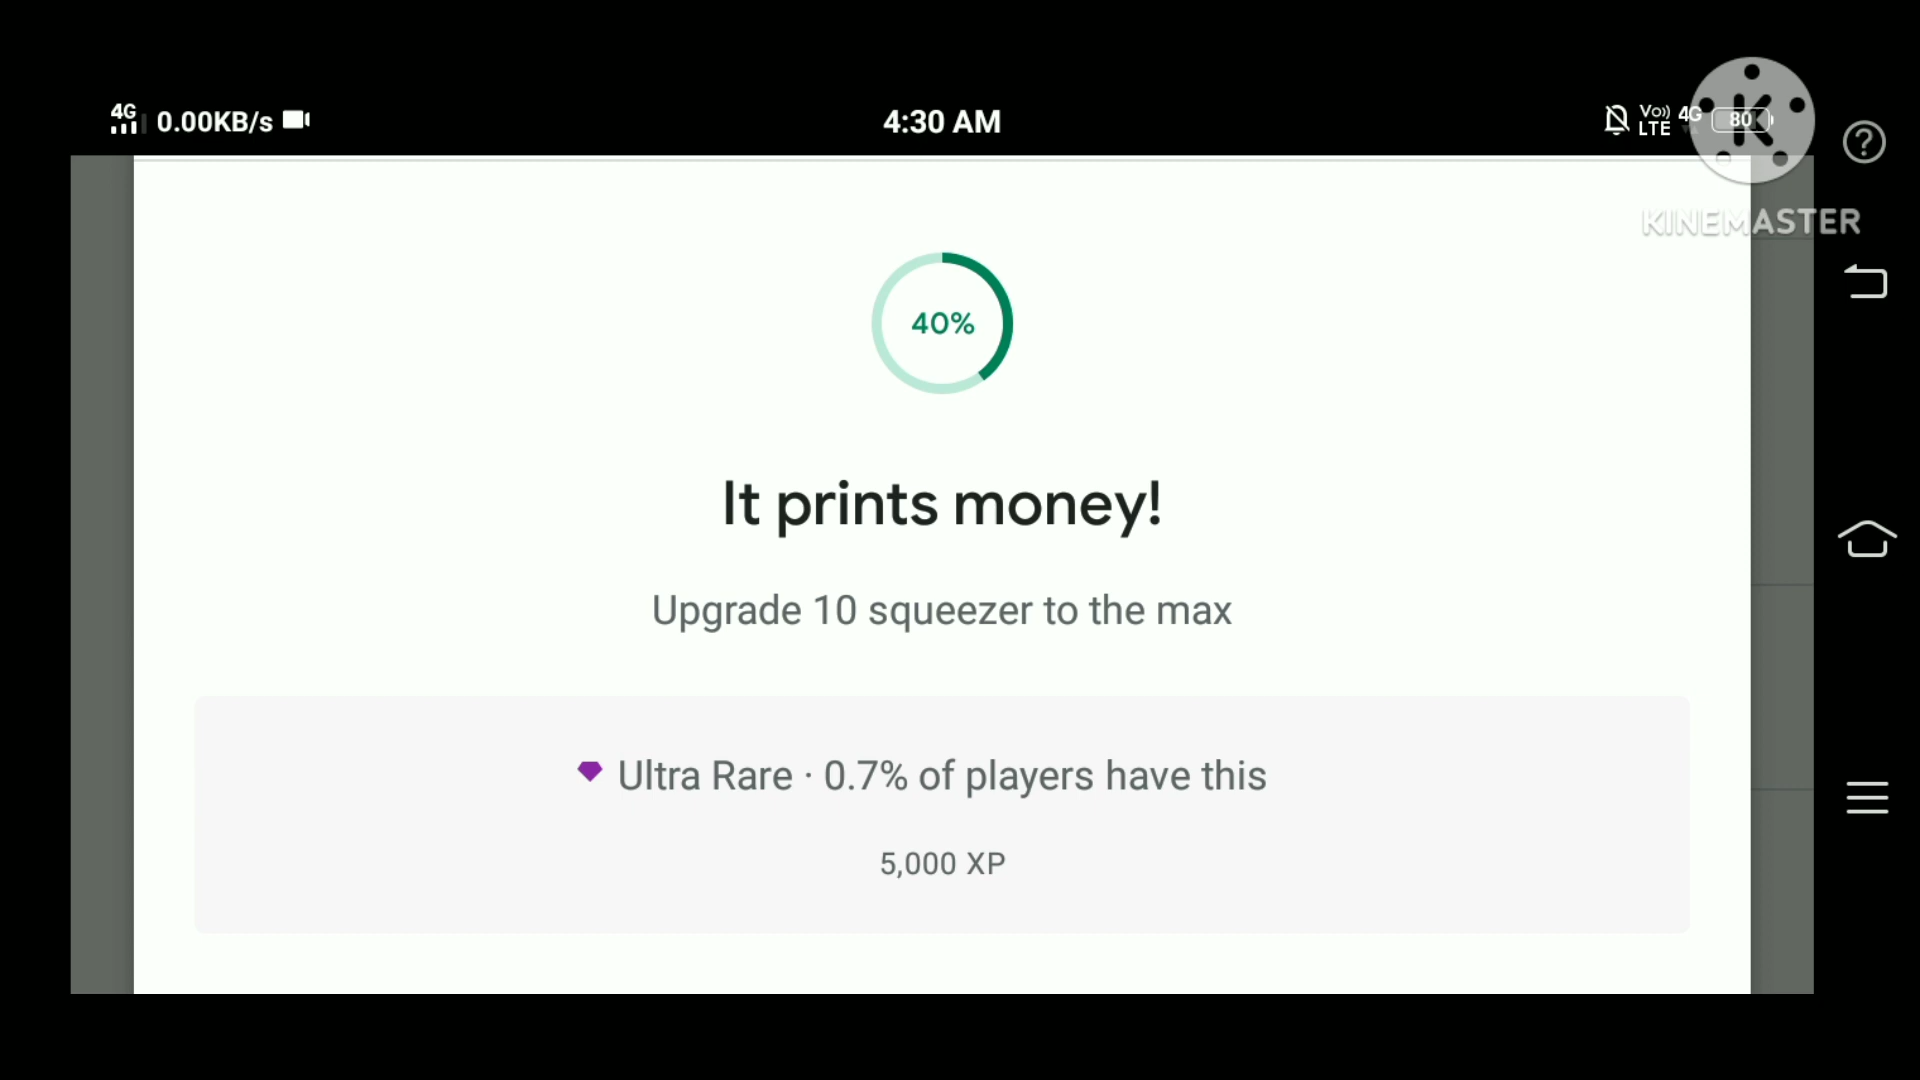 4G 0.00KB/s 4:30 AM Vo)) LTE 4G 80
K
KINEMASTER
40%
It prints money!
Upgrade 10 squeezer to the max
Ultra Rare · 0.7% of players have this
5,000 XP